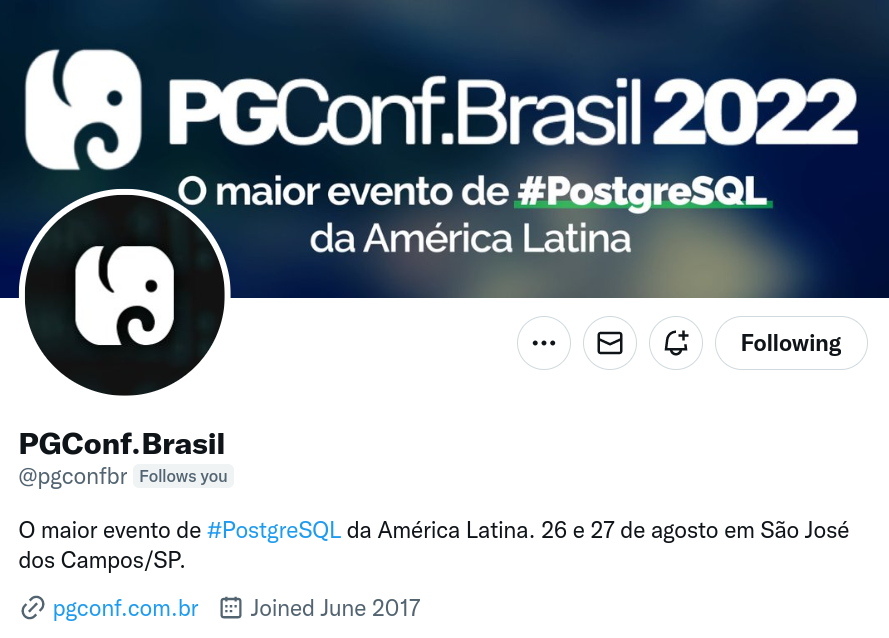 PGConf.Brasil 2022
O maior evento de #PostgreSQL
da América Latina
Following
PGConf.Brasil
@pgconfbr Follows you
O maior evento de #PostgreSQL da América Latina. 26 e 27 de agosto em São José
dos Campos/SP.
pgconf.com.br Joined June 2017